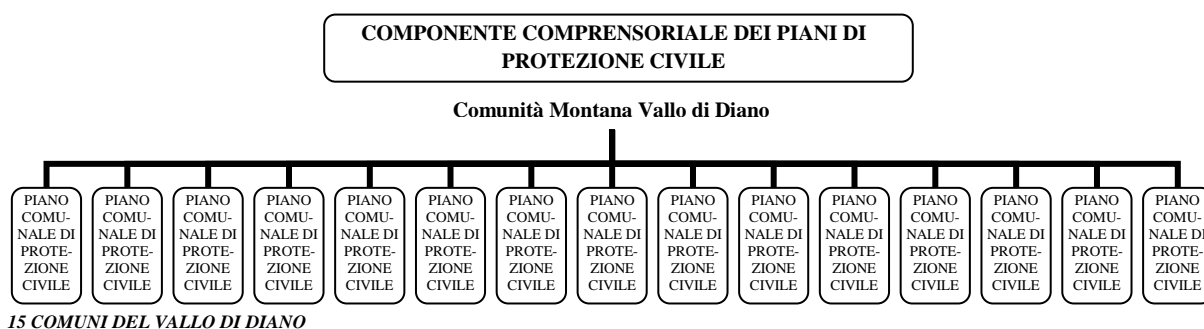 COMPONENTE COMPRENSORIALE DEI PIANI DI
PROTEZIONE CIVILE
Comunità Montana Vallo di Diano
PIANO
COMU-
NALE DI
PROTE-
ZIONE
CIVILE
PIANO
COMU-
NALE DI
PROTE-
ZIONE
CIVILE
PIANO
COMU-
NALE DI
PROTE-
ZIONE
CIVILE
PIANO
COMU-
NALE DI
PROTE-
ZIONE
CIVILE
PIANO
COMU-
NALE DI
PROTE-
ZIONE
CIVILE
PIANO
COMU-
NALE DI
PROTE-
ZIONE
CIVILE
PIANO
COMU-
NALE DI
PROTE-
ZIONE
CIVILE
PIANO
COMU-
NALE DI
PROTE-
ZIONE
CIVILE
PIANO
COMU-
NALE DI
PROTE-
ZIONE
CIVILE
PIANO
COMU-
NALE DI
PROTE-
ZIONE
CIVILE
PIANO
COMU-
NALE DI
PROTE-
ZIONE
CIVILE
PIANO
COMU-
NALE DI
PROTE-
ZIONE
CIVILE
PIANO
COMU-
NALE DI
PROTE-
ZIONE
CIVILE
PIANO
COMU-
NALE DI
PROTE-
ZIONE
CIVILE
PIANO
COMU-
NALE DI
PROTE-
ZIONE
CIVILE
15 COMUNI DEL VALLO DI DIANO